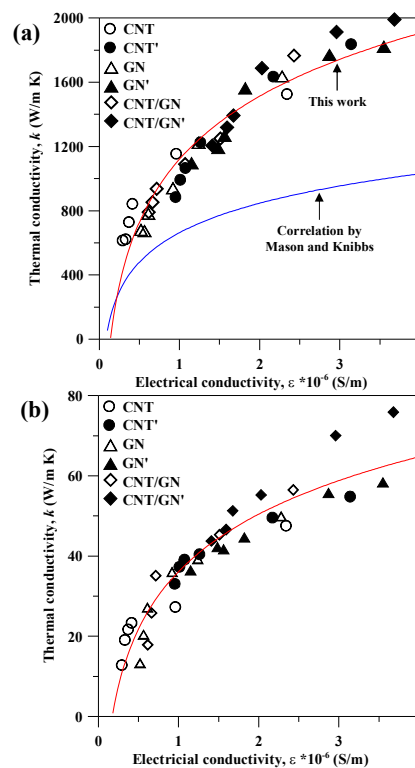 (a)
CNT
CNT'
GN
GN'
CNT/GN
CNT/GN'
Thermal conductivity, k (W/m K)
2000
1600
1200
800
400
0
This work
Correlation by
Mason and Knibbs
0 1 2 3
Electrical conductivity, ε *10⁻⁶ (S/m)
(b)
CNT
CNT'
GN
GN'
CNT/GN
CNT/GN'
Thermal conductivity, k (W/m K)
80
60
40
20
0
0 1 2 3
Electricial conductivity, ε *10⁻⁶ (S/m)